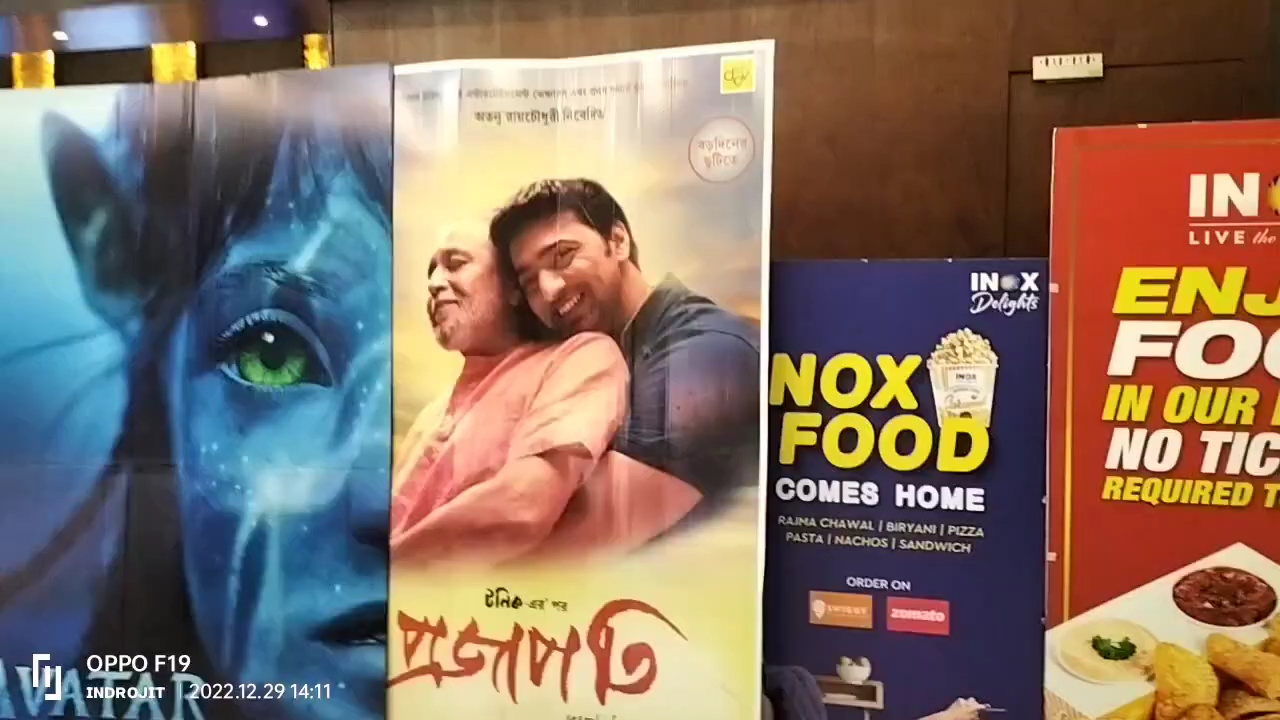 অতনু রায়চৌধুরী নিবেদিত
বড়দিনের
ছুটিতে
টনিক-এর পর
প্রজাপতি
AVATAR
INOX
Delights
NOX
FOOD
COMES HOME
RAJMA CHAWAL | BIRYANI | PIZZA
PASTA | NACHOS | SANDWICH
ORDER ON
SWIGGY
zomato
INOX
IN
LIVE the
ENJ
FOO
IN OUR
NO TIC
REQUIRED T
OPPO F19
INDROJIT | 2022.12.29 14:11